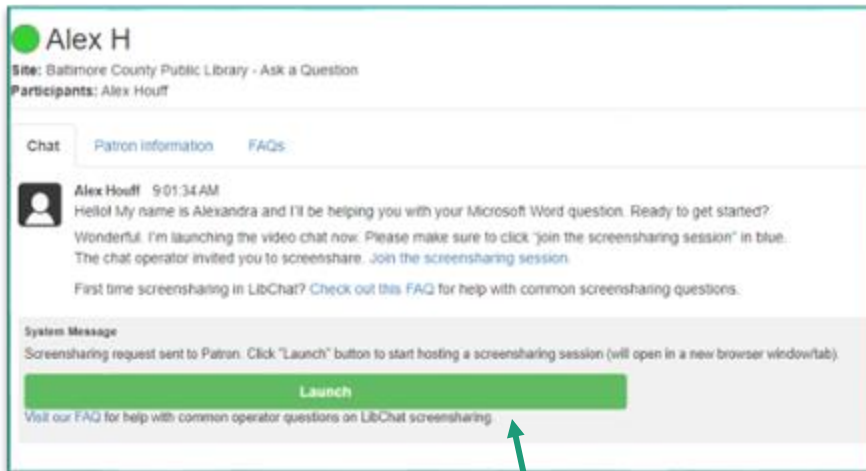 Alex H
Site: Baltimore County Public Library - Ask a Question
Participants: Alex Houff
Chat Patron Information FAQs
Alex Houff 9:01:34 AM
Hello! My name is Alexandra and I'll be helping you with your Microsoft Word question. Ready to get started?
Wonderful. I'm launching the video chat now. Please make sure to click "join the screensharing session" in blue.
The chat operator invited you to screenshare. Join the screensharing session.
First time screensharing in LibChat? Check out this FAQ for help with common screensharing questions.
System Message
Screensharing request sent to Patron. Click "Launch" button to start hosting a screensharing session (will open in a new browser window/tab).
Launch
Visit our FAQ for help with common operator questions on LibChat screensharing.